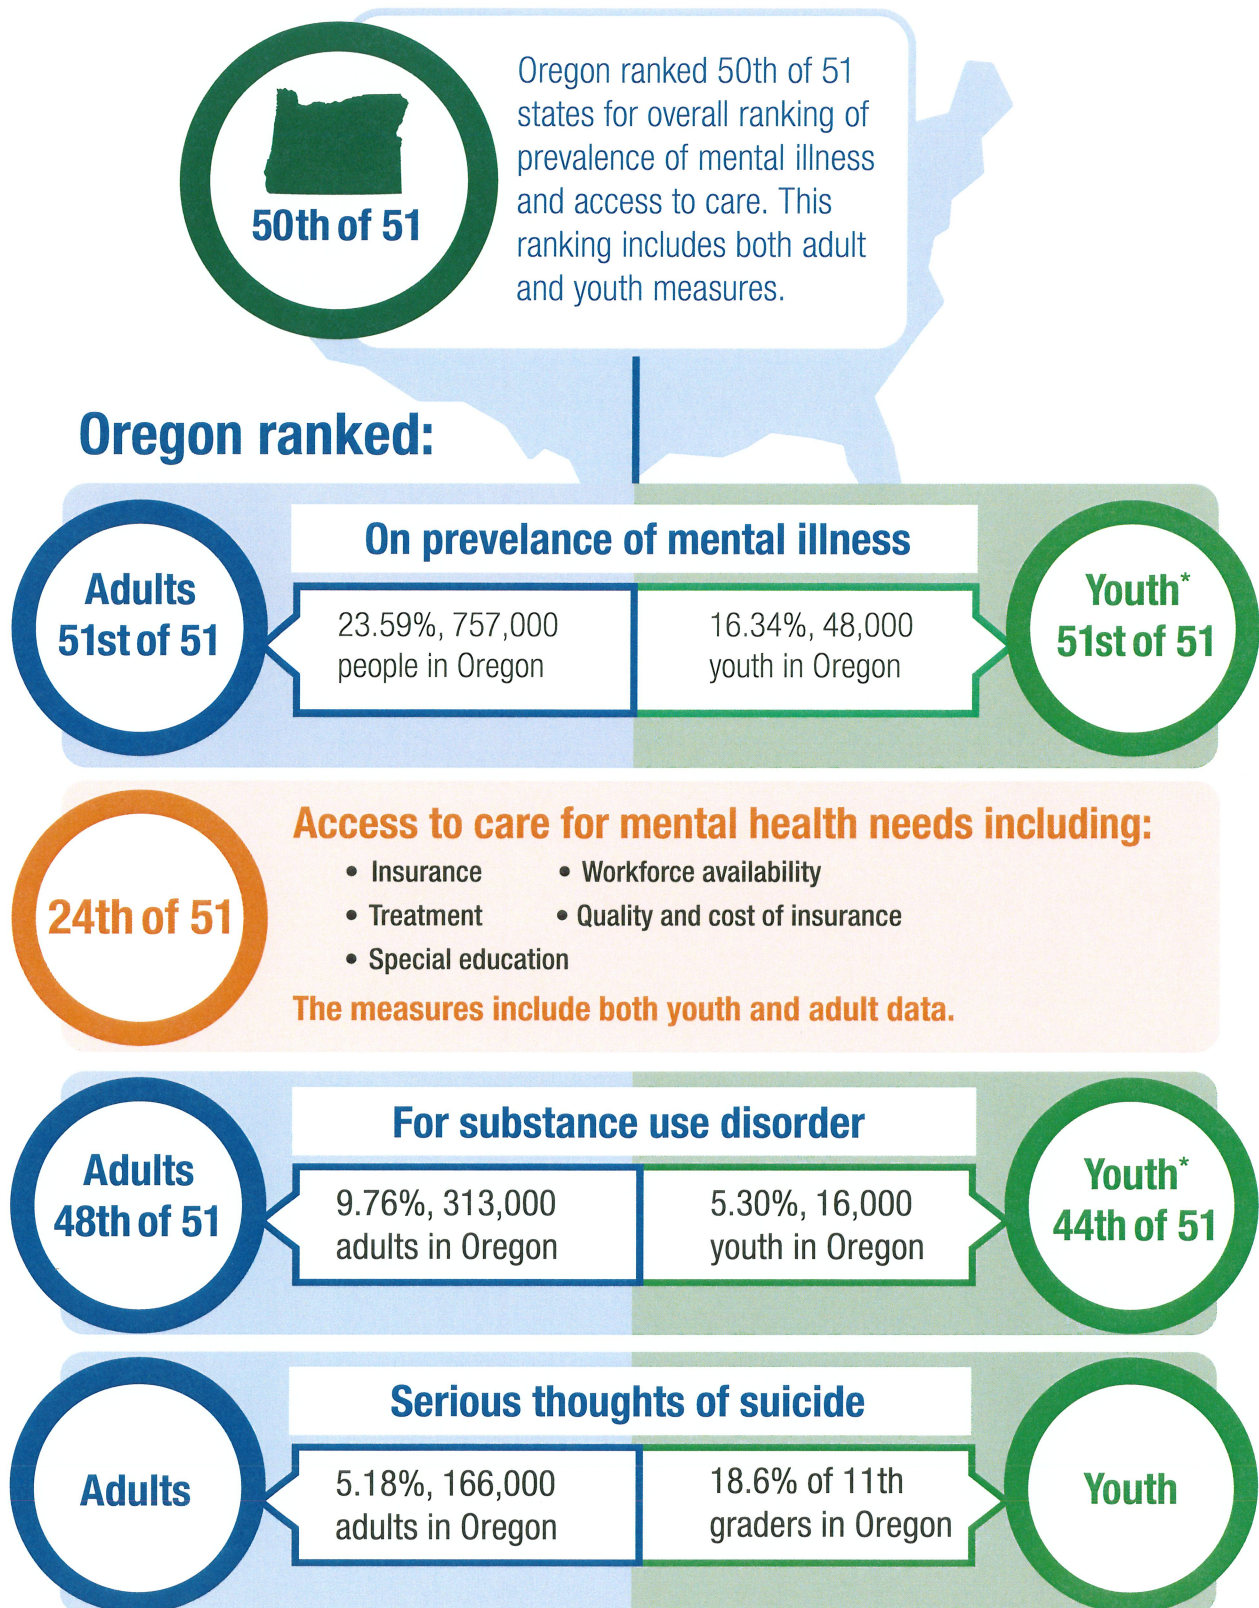 50th of 51
Oregon ranked 50th of 51
states for overall ranking of
prevalence of mental illness
and access to care. This
ranking includes both adult
and youth measures.
Oregon ranked:
On prevelance of mental illness
Adults
51st of 51
23.59%, 757,000
people in Oregon
16.34%, 48,000
youth in Oregon
Youth*
51st of 51
24th of 51
Access to care for mental health needs including:
• Insurance
• Treatment
• Special education
• Workforce availability
• Quality and cost of insurance
The measures include both youth and adult data.
For substance use disorder
Adults
48th of 51
9.76%, 313,000
adults in Oregon
5.30%, 16,000
youth in Oregon
Youth*
44th of 51
Serious thoughts of suicide
Adults
5.18%, 166,000
adults in Oregon
18.6% of 11th
graders in Oregon
Youth